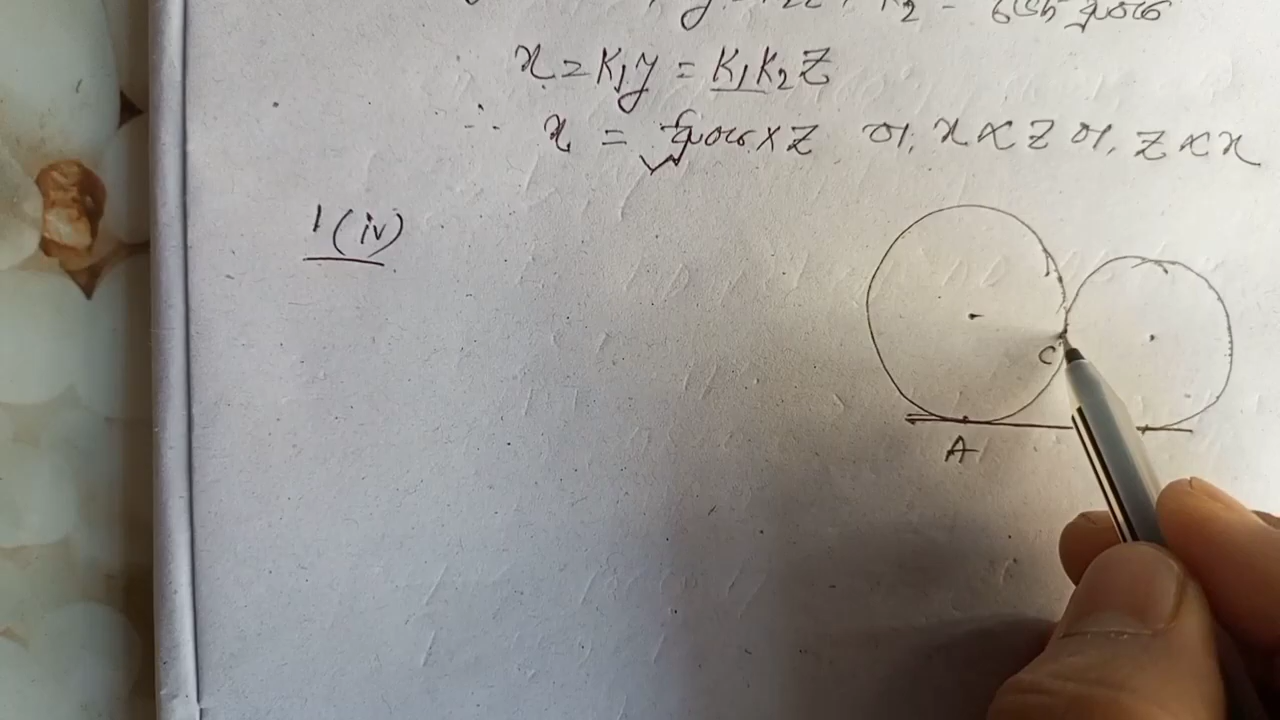 x = K₁y = K₁K₂Z
∴ x = ধ্রুবক × Z বা, x ∝ Z বা, Z ∝ x
1 (iv)
C
A